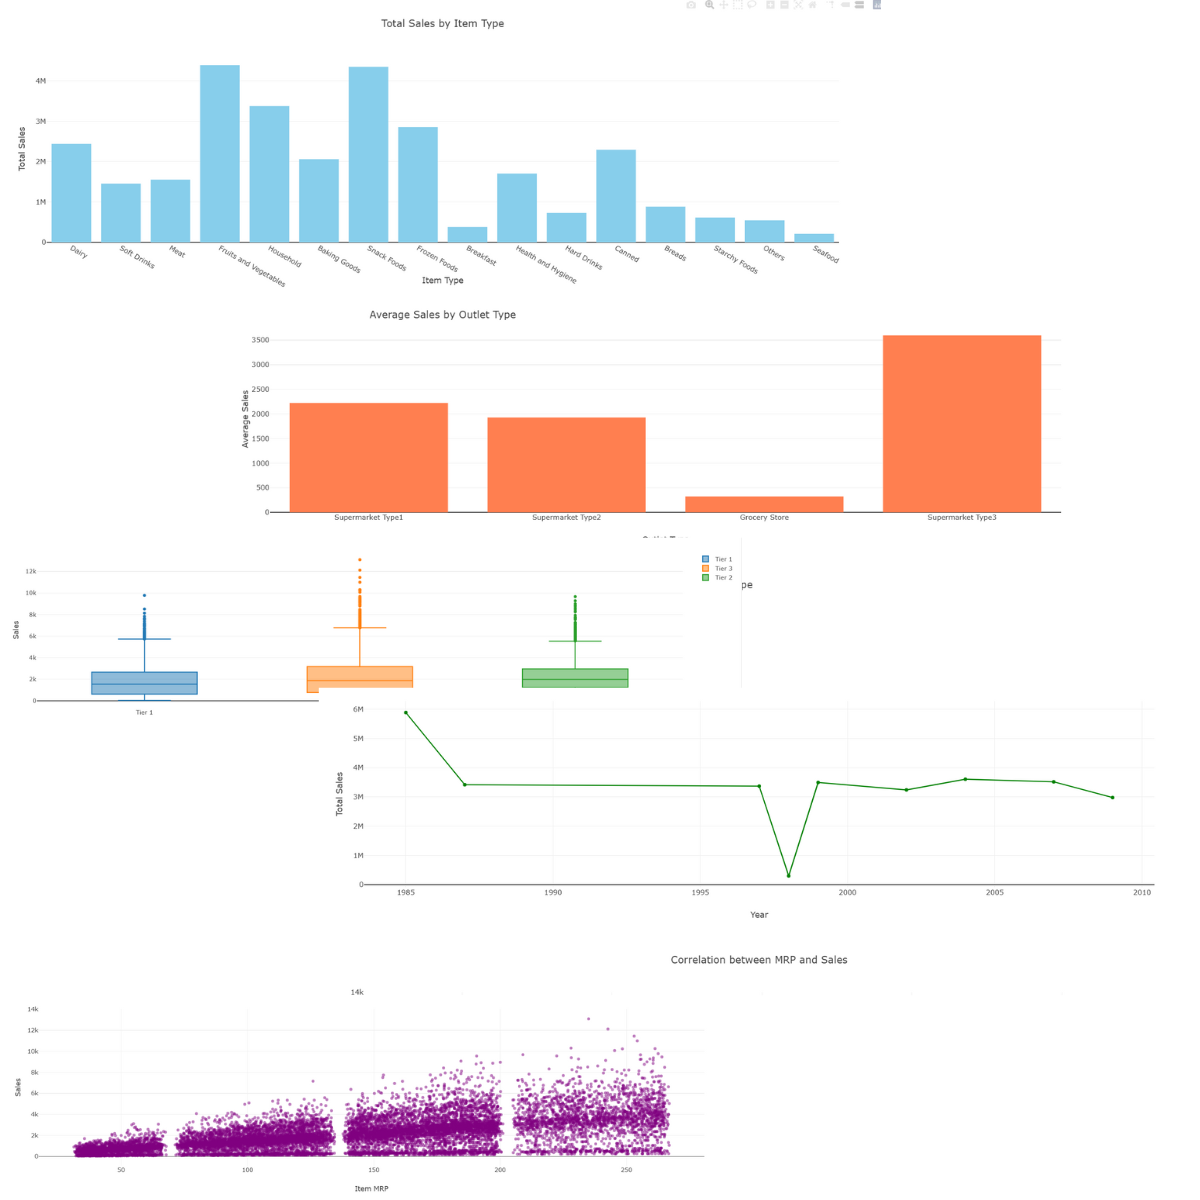 Total Sales by Item Type
4M
3M
2M
1M
0
Total Sales
Dairy
Soft Drinks
Meat
Fruits and Vegetables
Household
Baking Goods
Snack Foods
Frozen Foods
Breakfast
Health and Hygiene
Hard Drinks
Canned
Breads
Starchy Foods
Others
Seafood
Item Type
Average Sales by Outlet Type
3500
3000
2500
2000
1500
1000
500
0
Average Sales
Supermarket Type1
Supermarket Type2
Grocery Store
Supermarket Type3
12k
10k
8k
6k
4k
2k
0
Sales
Tier 1
Tier 1
Tier 3
Tier 2
pe
6M
5M
4M
3M
2M
1M
0
Total Sales
1985
1990
1995
2000
2005
2010
Year
Correlation between MRP and Sales
14k
14k
12k
10k
8k
6k
4k
2k
0
Sales
50
100
150
200
250
Item MRP